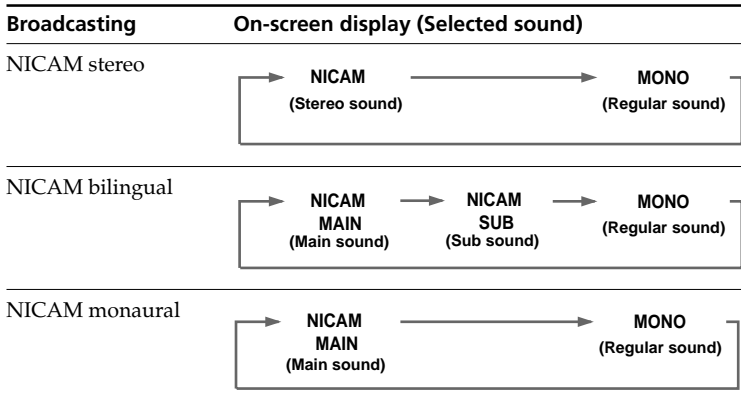 Broadcasting On-screen display (Selected sound)
NICAM stereo
NICAM MONO
(Stereo sound) (Regular sound)
NICAM bilingual
NICAM NICAM MONO
MAIN SUB (Regular sound)
(Main sound) (Sub sound)
NICAM monaural
NICAM MONO
MAIN (Regular sound)
(Main sound)